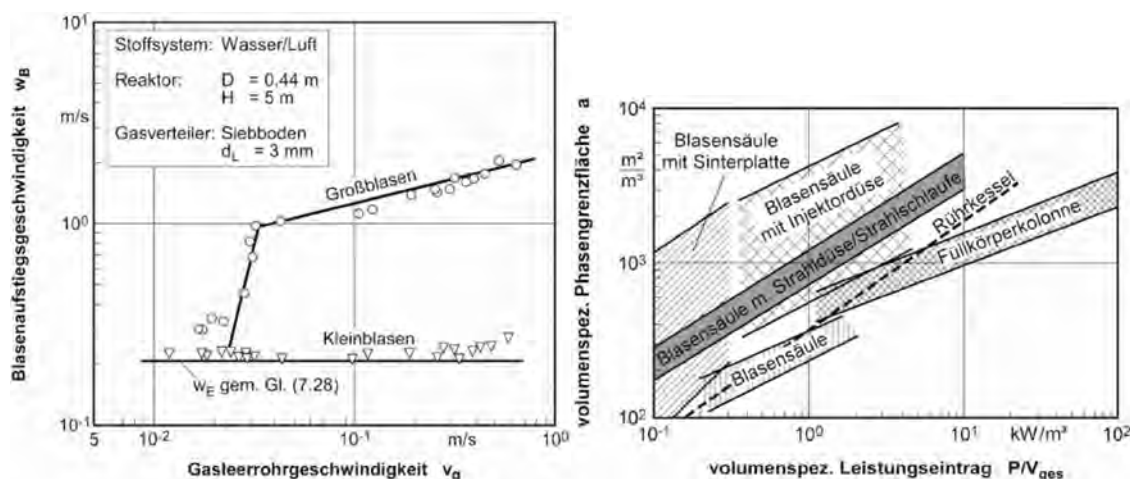 10¹
Stoffsystem: Wasser/Luft
Reaktor: D = 0.44 m
H = 5 m
Gasverteiler: Siebboden
d_L = 3 mm
Blasenaufstiegsgeschwindigkeit w_B
m/s
10⁰
10⁻¹
Großblasen
Kleinblasen
w_E gem. Gl. (7.28)
5 10⁻² 10⁻¹ m/s 10⁰
Gasleerrohrgeschwindigkeit v_g
volumenspez. Phasengrenzfläche a
10⁴
m²/m³
10³
10²
Blasensäule
mit Sinterplatte
Blasensäule
mit Injektordüse
Blasensäule m. Strahldüse/Strahlschlaufe
Rührkessel
Füllkörperkolonne
Blasensäule
10⁻¹ 10⁰ 10¹ kW/m³ 10²
volumenspez. Leistungseintrag P/V_ges